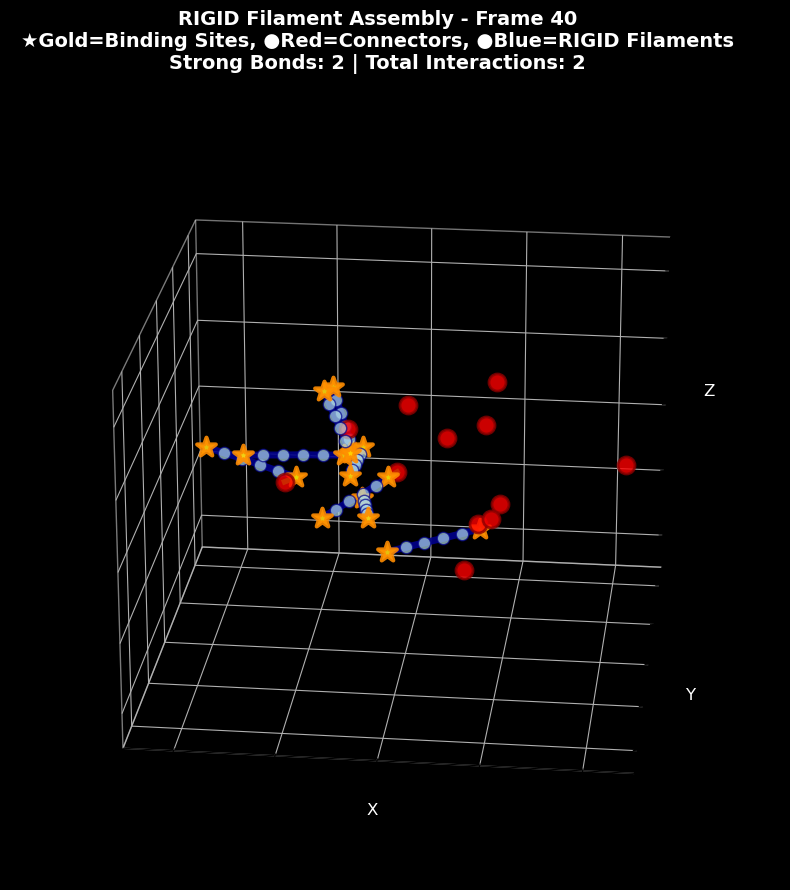 RIGID Filament Assembly - Frame 40
★Gold=Binding Sites, ●Red=Connectors, ●Blue=RIGID Filaments
Strong Bonds: 2 | Total Interactions: 2
Z
Y
X